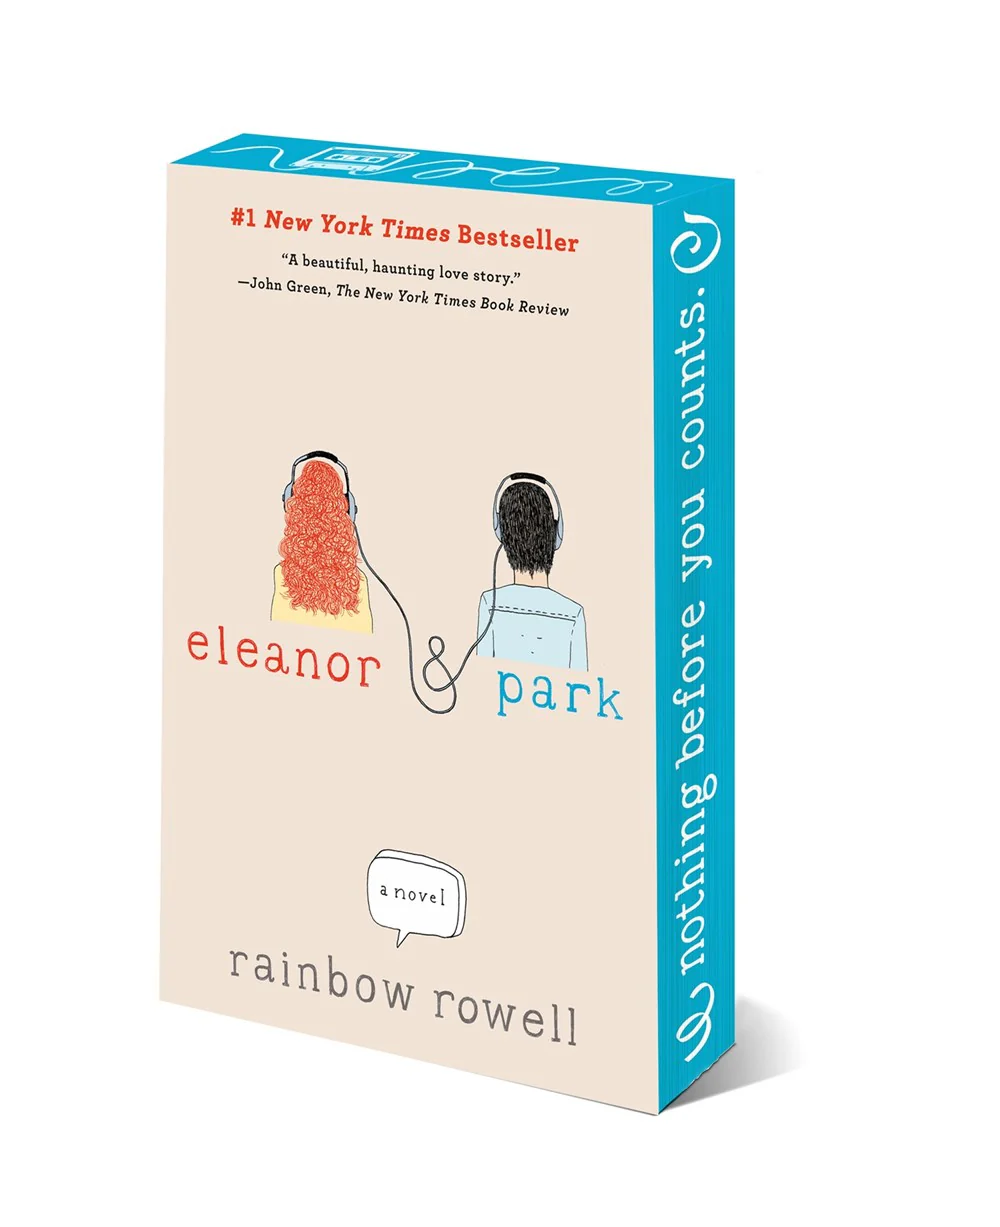 #1 New York Times Bestseller
“A beautiful, haunting love story.”
—John Green, The New York Times Book Review
eleanor & park
a novel
rainbow rowell
nothing before you counts.